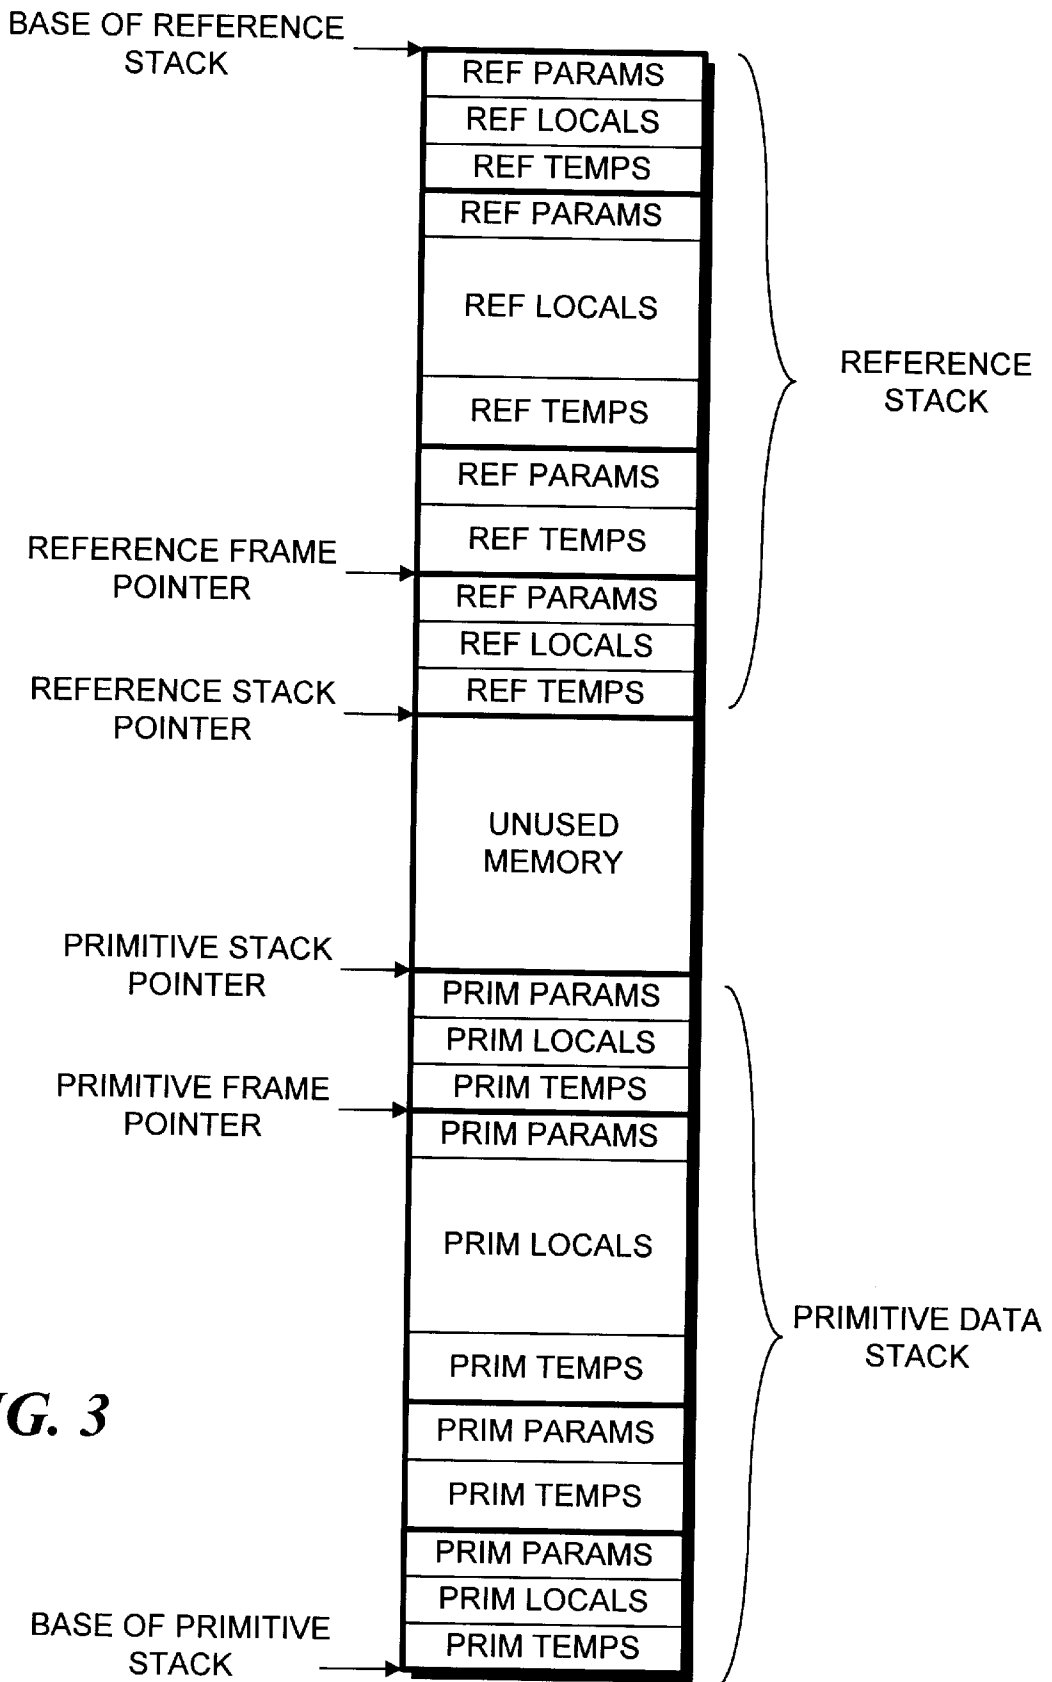 BASE OF REFERENCE
STACK
REF PARAMS
REF LOCALS
REF TEMPS
REF PARAMS
REF LOCALS
REFERENCE
STACK
REF TEMPS
REF PARAMS
REF TEMPS
REFERENCE FRAME
POINTER
REF PARAMS
REF LOCALS
REF TEMPS
REFERENCE STACK
POINTER
UNUSED
MEMORY
PRIMITIVE STACK
POINTER
PRIM PARAMS
PRIM LOCALS
PRIM TEMPS
PRIMITIVE FRAME
POINTER
PRIM PARAMS
PRIM LOCALS
PRIMITIVE DATA
STACK
PRIM TEMPS
G. 3
PRIM PARAMS
PRIM TEMPS
PRIM PARAMS
PRIM LOCALS
PRIM TEMPS
BASE OF PRIMITIVE
STACK